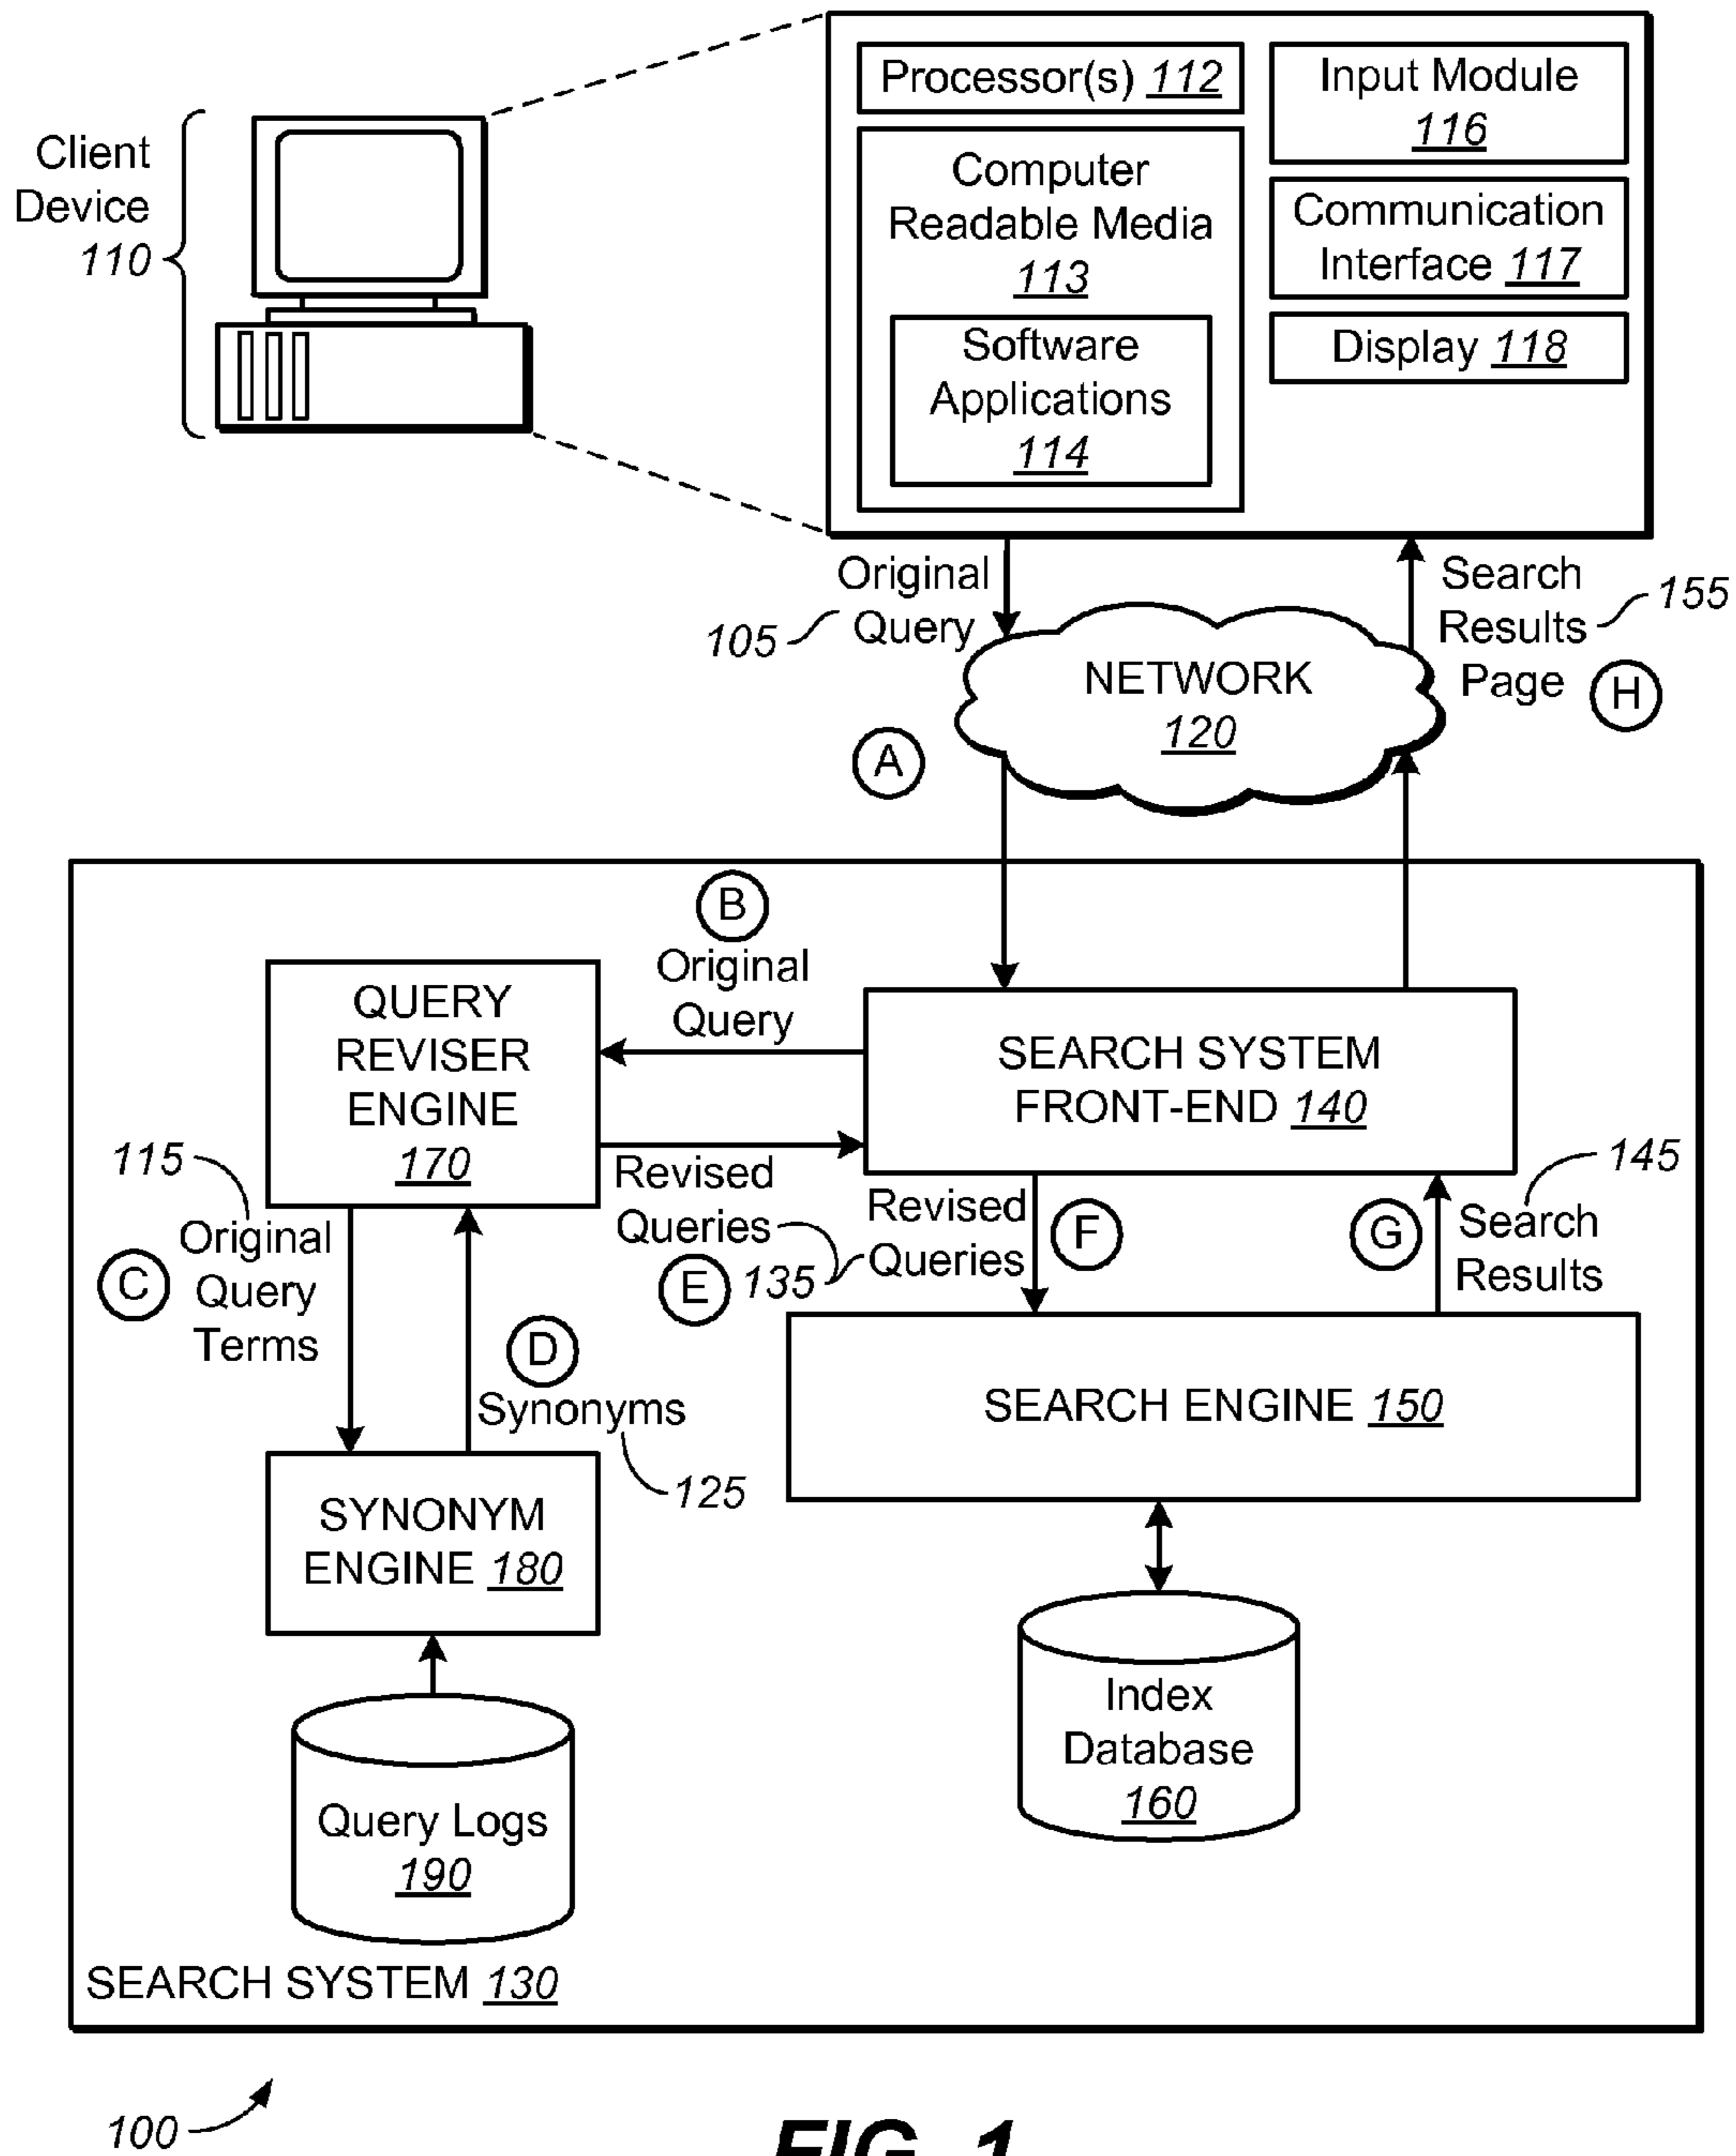 Processor(s) 112
Input Module
116
Client
Device
110
Computer
Readable Media
113
Communication
Interface 117
Software
Applications
114
Display 118
Original
Query
105
Search
Results
Page
155
H
NETWORK
120
A
B
Original
Query
QUERY
REVISER
ENGINE
170
SEARCH SYSTEM
FRONT-END 140
115
Original
Query
Terms
C
Revised
Queries
E
135
Revised
Queries
F
G
145
Search
Results
D
Synonyms
125
SEARCH ENGINE 150
SYNONYM
ENGINE 180
Index
Database
160
Query Logs
190
SEARCH SYSTEM 130
100
FIG. 1